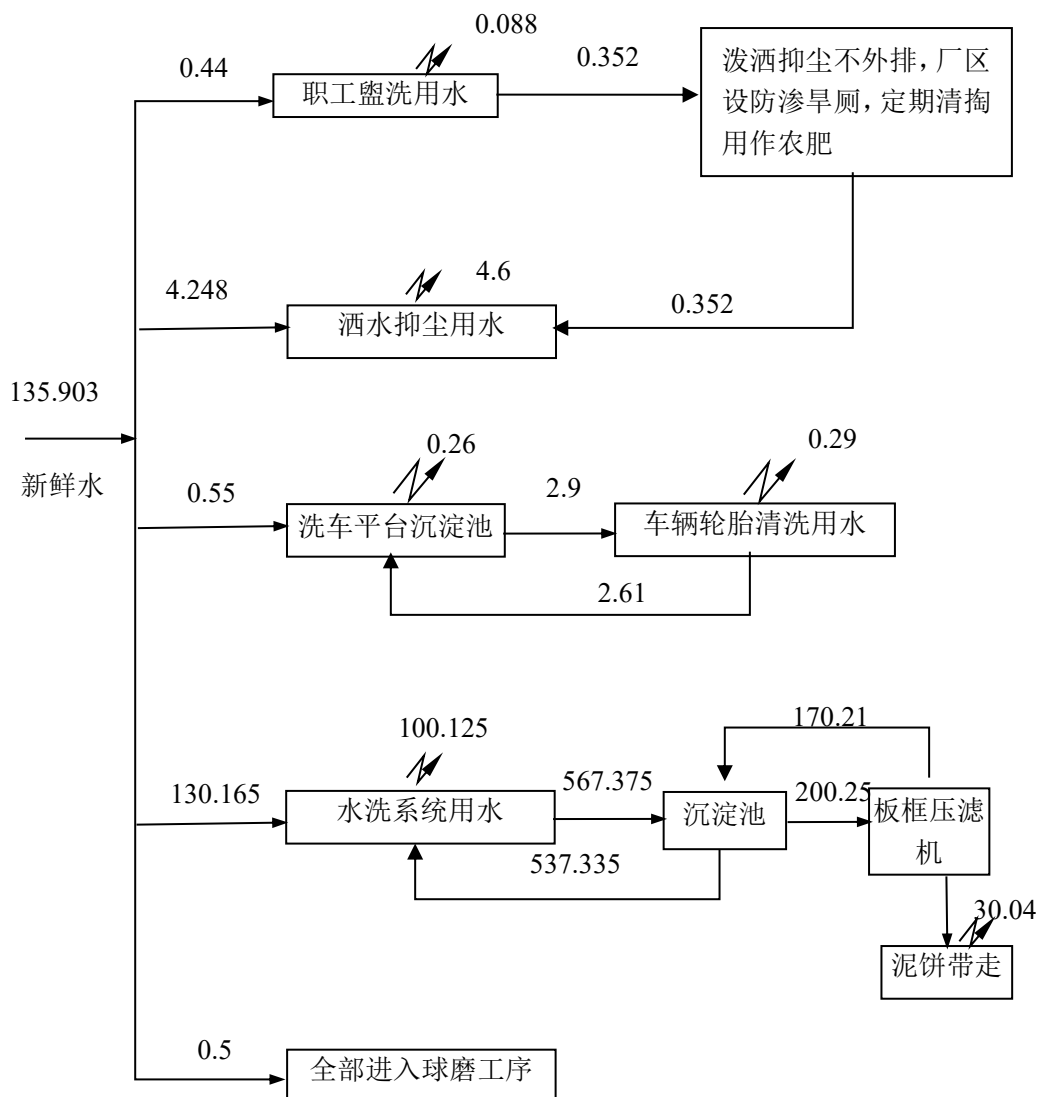 0.088
0.44
0.352
职工盥洗用水
泼洒抑尘不外排，厂区
设防渗旱厕，定期清掏
用作农肥
4.6
4.248
0.352
洒水抑尘用水
135.903
新鲜水
0.26
0.29
0.55
2.9
洗车平台沉淀池
车辆轮胎清洗用水
2.61
170.21
100.125
130.165
567.375
200.25
水洗系统用水
沉淀池
板框压滤
机
537.335
30.04
泥饼带走
0.5
全部进入球磨工序